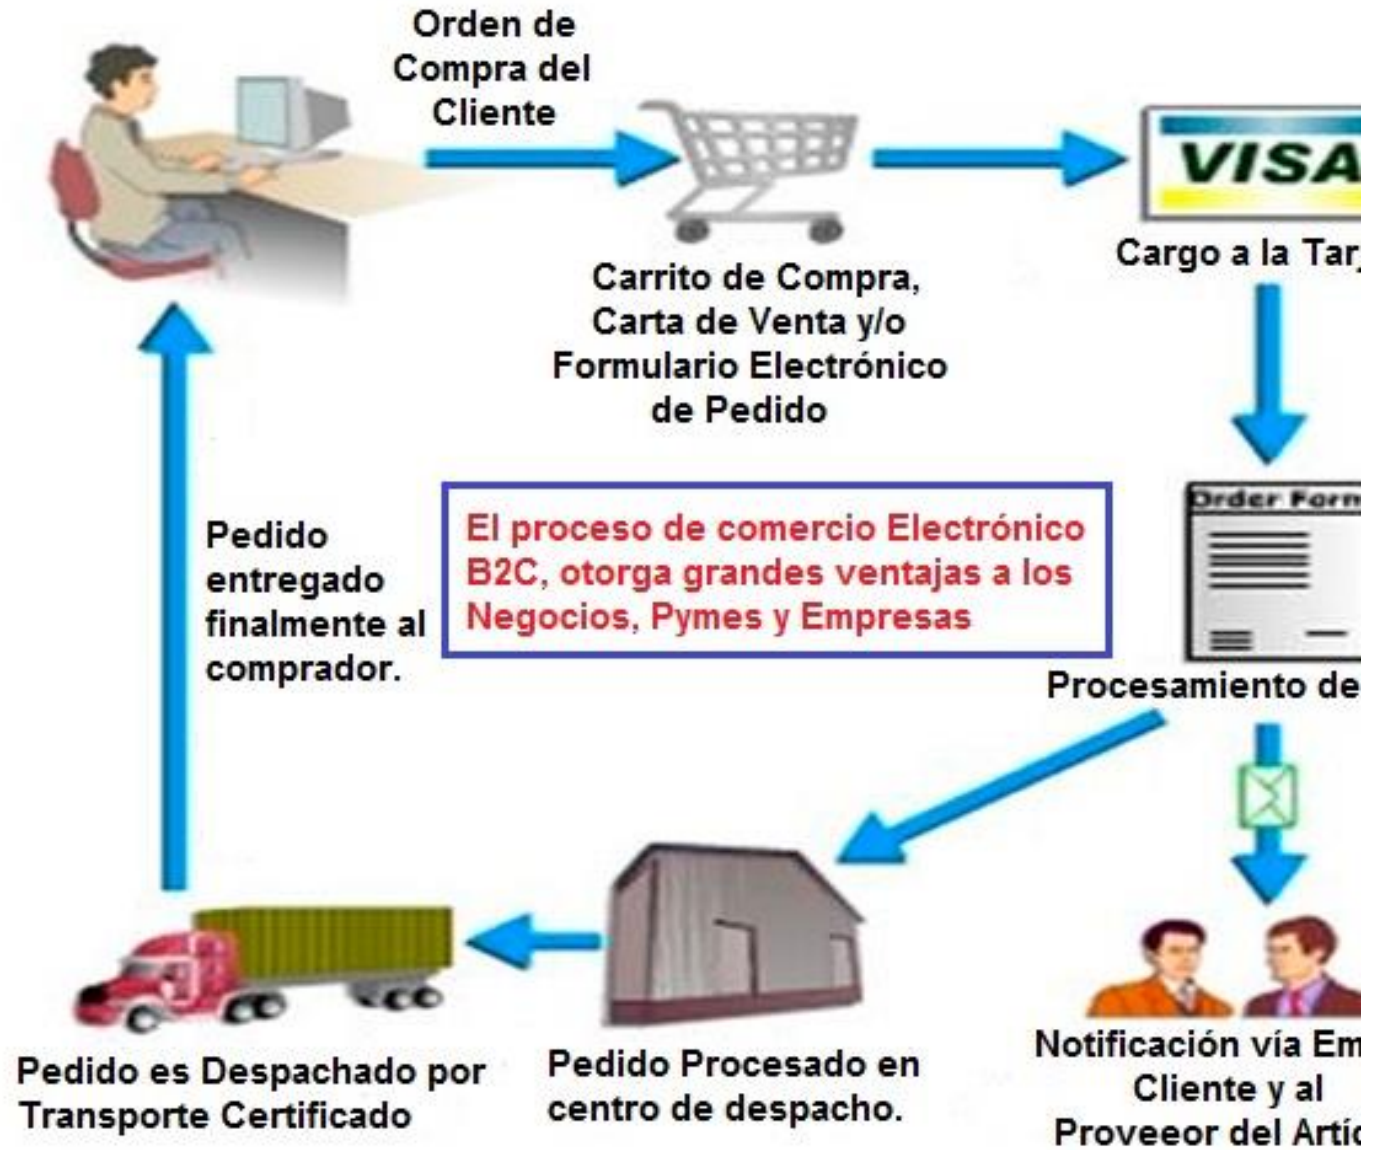 Orden de
Compra del
Cliente
VISA
Cargo a la
Carrito de Compra,
Carta de Venta y/o
Formulario Electrónico
de Pedido
Order Form
El proceso de comercio Electrónico
B2C, otorga grandes ventajas a los
Negocios, Pymes y Empresas
Pedido
entregado
finalmente al
comprador.
Procesamiento de
Notificación vía
Cliente y al
Proveeor del
Pedido Procesado en
centro de despacho.
Pedido es Despachado por
Transporte Certificado